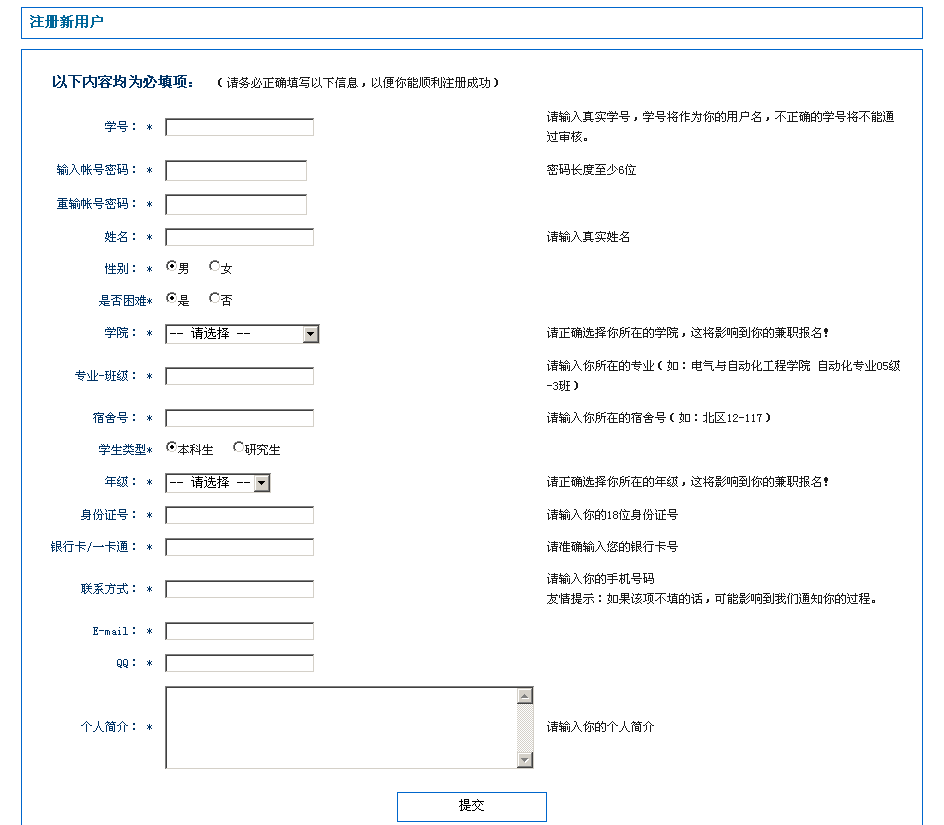 注册新用户
以下内容均为必填项： （请务必正确填写以下信息，以便你能顺利注册成功）
学号： * 请输入真实学号，学号将作为你的用户名，不正确的学号将不能通
过审核。
输入帐号密码： * 密码长度至少6位
重输帐号密码： *
姓名： * 请输入真实姓名
性别： * 男 女
是否困难* 是 否
学院： * -- 请选择 -- 请正确选择你所在的学院，这将影响到你的兼职报名！
专业-班级： * 请输入你所在的专业（如：电气与自动化工程学院 自动化专业05级
-3班）
宿舍号： * 请输入你所在的宿舍号（如：北区12-117）
学生类型* 本科生 研究生
年级： * -- 请选择 -- 请正确选择你所在的年级，这将影响到你的兼职报名！
身份证号： * 请输入你的18位身份证号
银行卡/一卡通： * 请准确输入您的银行卡号
联系方式： * 请输入你的手机号码
友情提示：如果该项不填的话，可能影响到我们通知你的过程。
E-mail： *
QQ： *
个人简介： * 请输入你的个人简介
提交